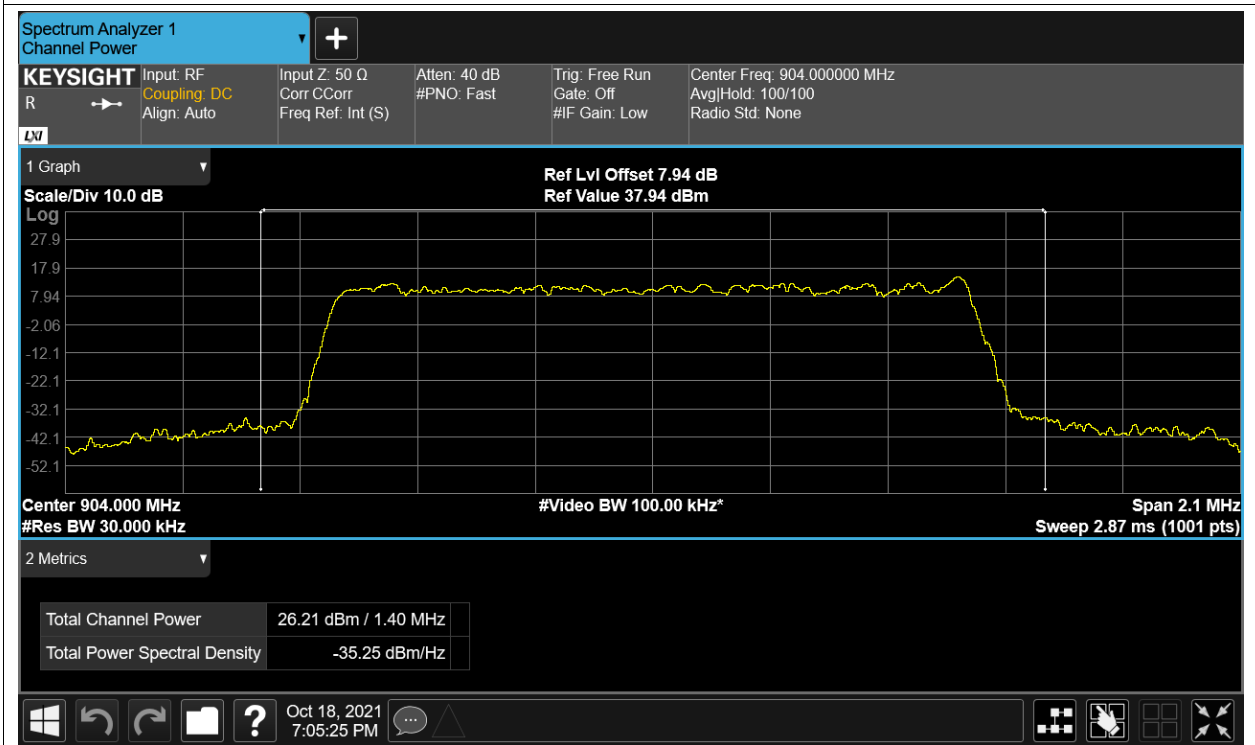 Spectrum Analyzer 1
Channel Power
KEYSIGHT
R
LXI
Input: RF
Coupling: DC
Align: Auto
Input Z: 50 Ω
Corr CCorr
Freq Ref: Int (S)
Atten: 40 dB
#PNO: Fast
Trig: Free Run
Gate: Off
#IF Gain: Low
Center Freq: 904.000000 MHz
Avg|Hold: 100/100
Radio Std: None
1 Graph
Scale/Div 10.0 dB
Ref Lvl Offset 7.94 dB
Ref Value 37.94 dBm
Log
27.9
17.9
7.94
-2.06
-12.1
-22.1
-32.1
-42.1
-52.1
Center 904.000 MHz
#Res BW 30.000 kHz
#Video BW 100.00 kHz*
Span 2.1 MHz
Sweep 2.87 ms (1001 pts)
2 Metrics
Total Channel Power 26.21 dBm / 1.40 MHz
Total Power Spectral Density -35.25 dBm/Hz
?
Oct 18, 2021
7:05:25 PM